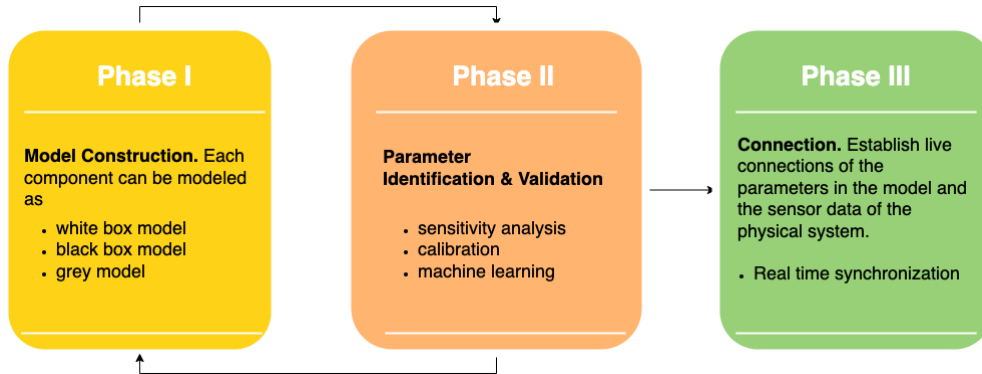 Phase I
Model Construction. Each
component can be modeled
as
• white box model
• black box model
• grey model
Phase II
Parameter
Identification & Validation
• sensitivity analysis
• calibration
• machine learning
Phase III
Connection. Establish live
connections of the
parameters in the model and
the sensor data of the
physical system.
• Real time synchronization